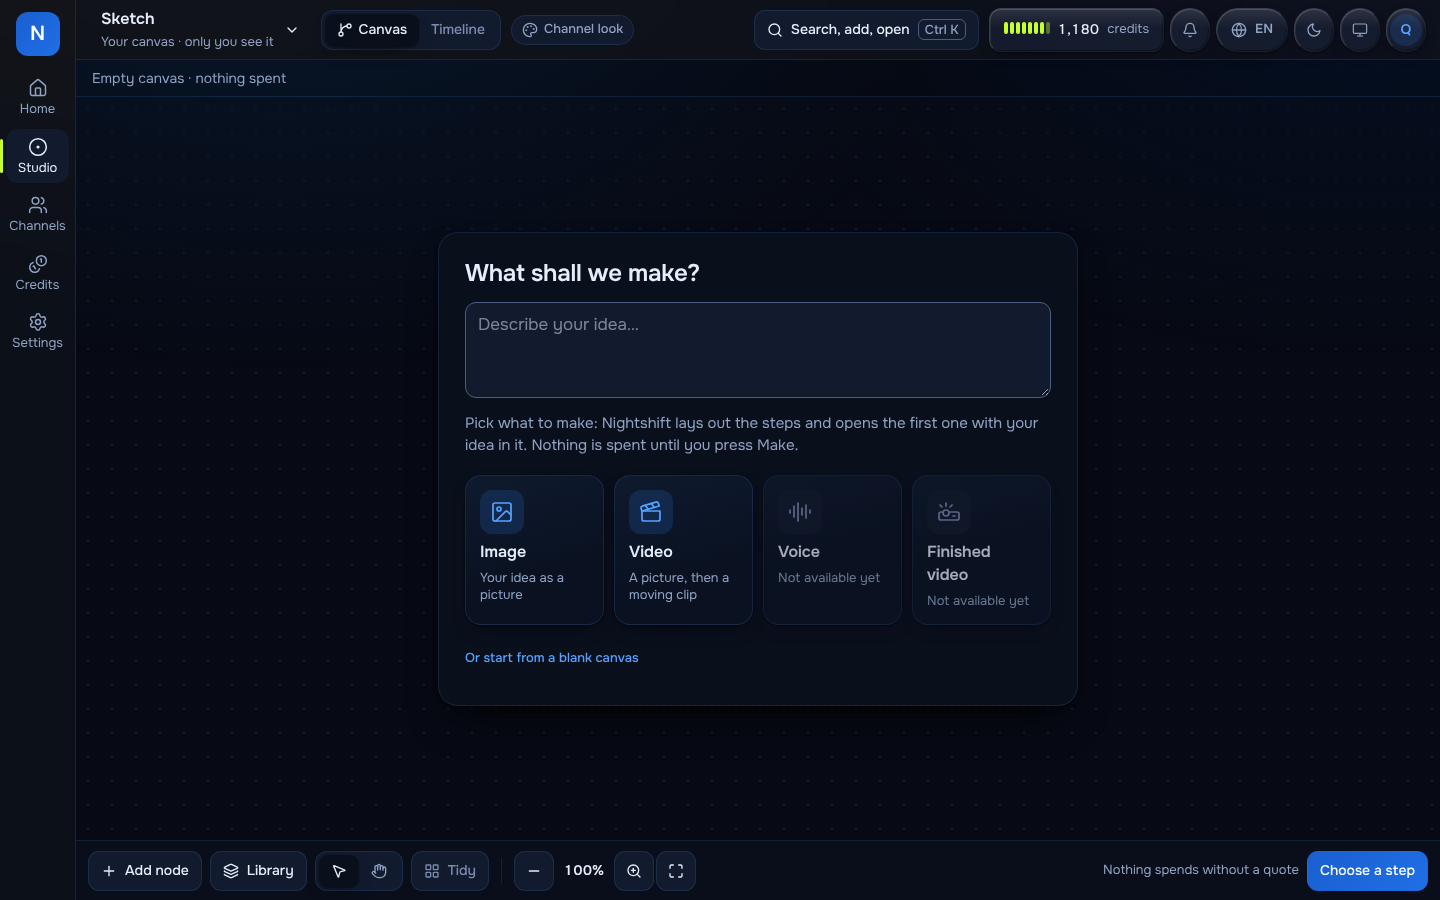 N
Sketch
Your canvas · only you see it
Canvas
Timeline
Channel look
Search, add, open
Ctrl K
1,180 credits
EN
Q
Empty canvas · nothing spent
Home
Studio
Channels
Credits
Settings
What shall we make?
Describe your idea...
Pick what to make: Nightshift lays out the steps and opens the first one with your
idea in it. Nothing is spent until you press Make.
Image
Your idea as a
picture
Video
A picture, then a
moving clip
Voice
Not available yet
Finished
video
Not available yet
Or start from a blank canvas
Add node
Library
Tidy
100%
Nothing spends without a quote
Choose a step